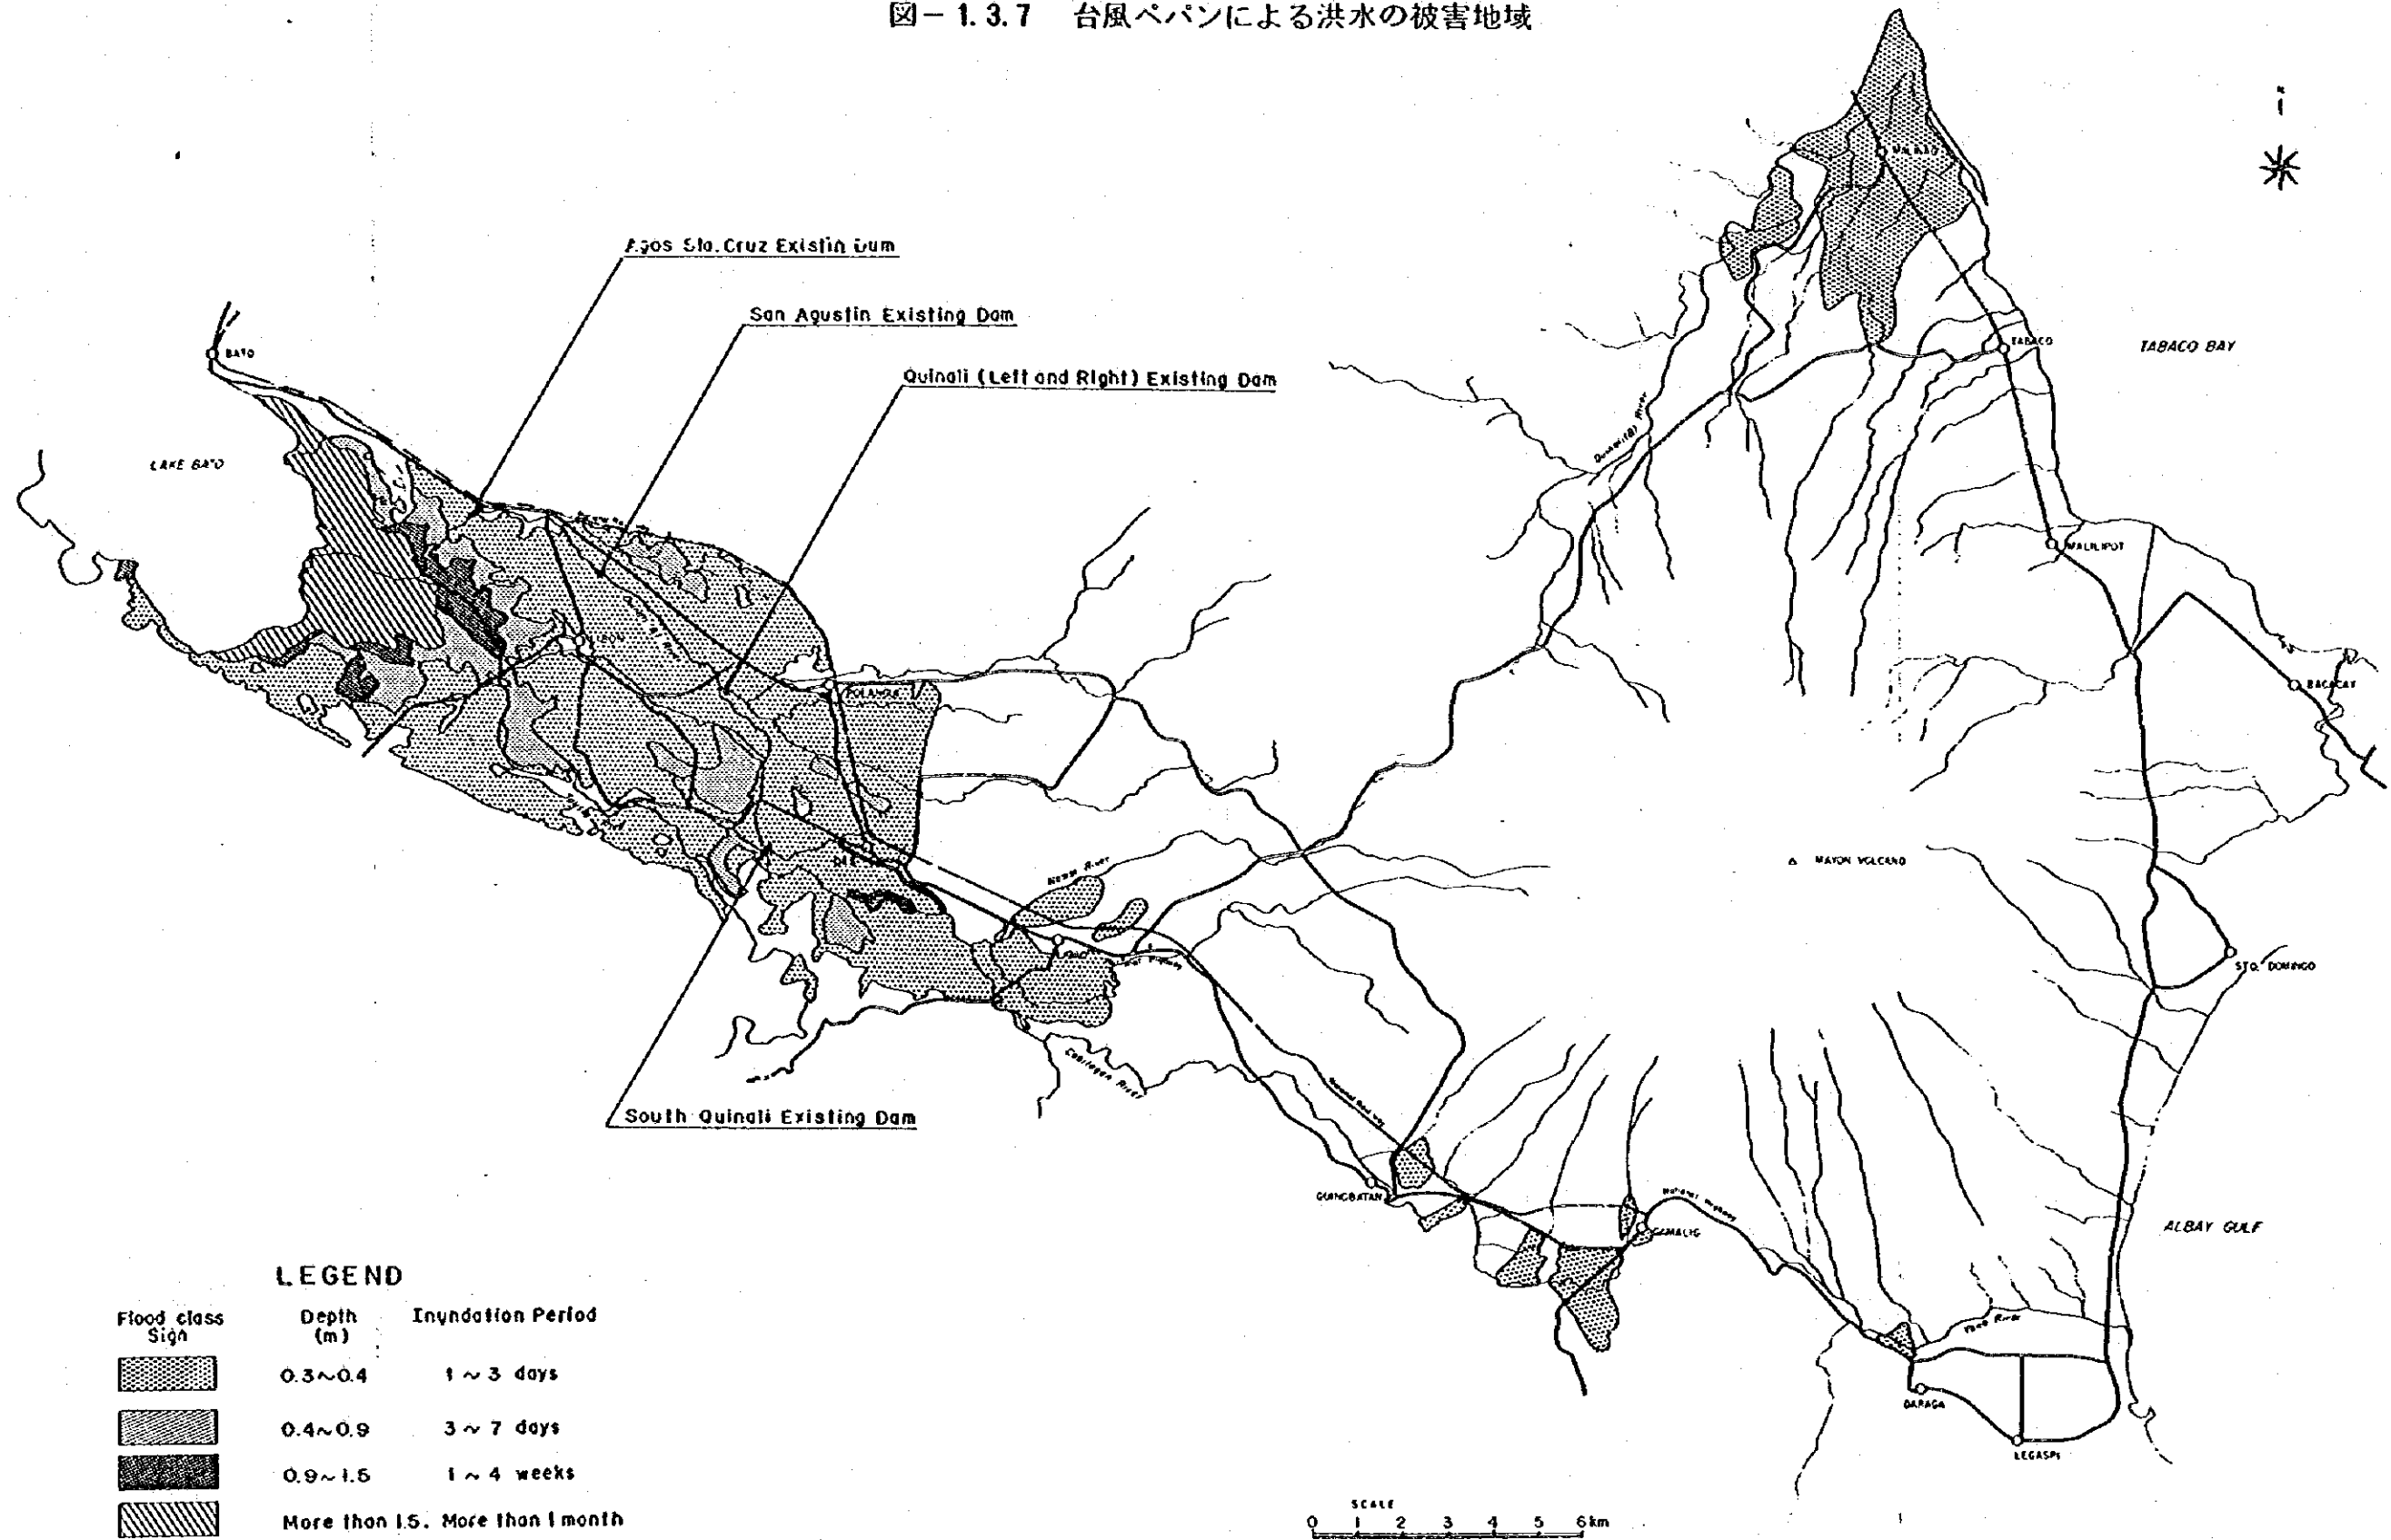 図－1.3.7　台風ペパンによる洪水の被害地域
Agos Sta. Cruz Existin Dum
San Agustin Existing Dam
Quinali (Left and Right) Existing Dam
BATO
LAKE BATO
TABACO
TABACO BAY
MALILIPOT
BACACAY
MAYON VOLCANO
STO. DOMINGO
South Quinali Existing Dam
GUINOBATAN
CAMALIG
National Highway
ALBAY GULF
DARAGA
LEGASPI
LEGEND
Flood class Sign
Depth (m)
Inundation Period
0.3~0.4 1 ~ 3 days
0.4~0.9 3 ~ 7 days
0.9~1.5 1 ~ 4 weeks
More than 1.5. More than 1 month
SCALE
0 1 2 3 4 5 6km